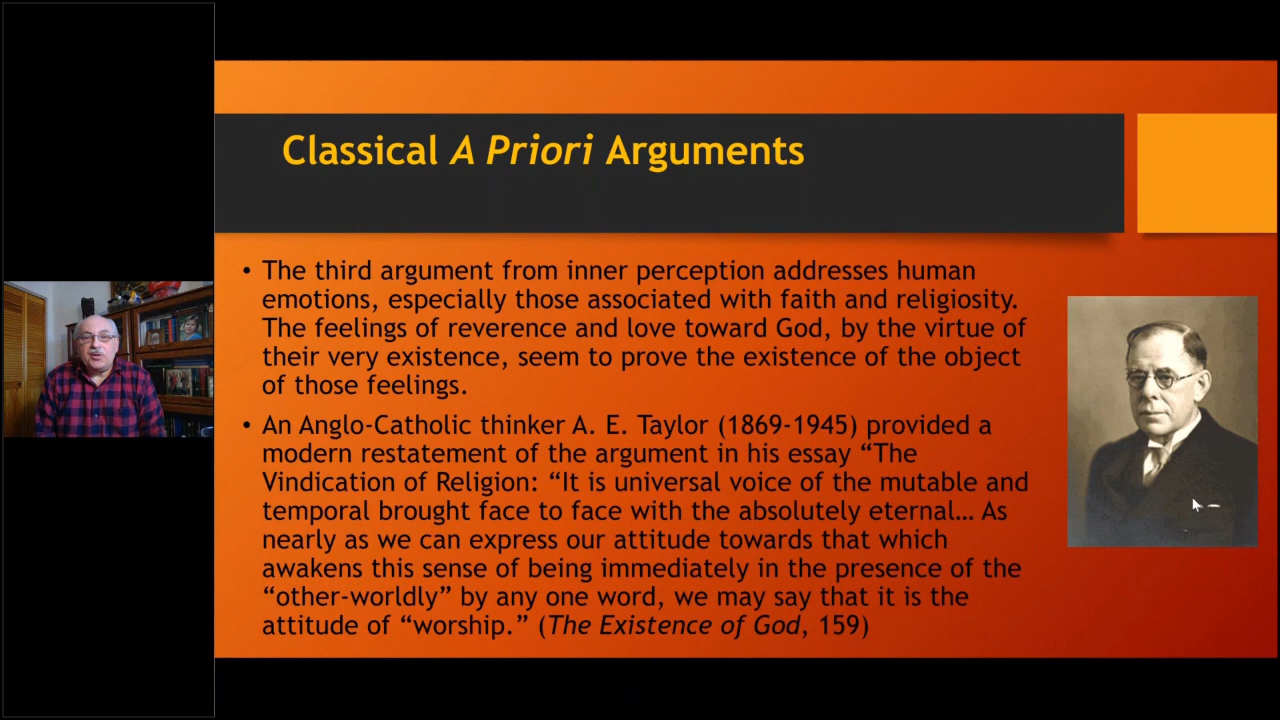 Classical A Priori Arguments
• The third argument from inner perception addresses human
emotions, especially those associated with faith and religiosity.
The feelings of reverence and love toward God, by the virtue of
their very existence, seem to prove the existence of the object
of those feelings.
• An Anglo-Catholic thinker A. E. Taylor (1869-1945) provided a
modern restatement of the argument in his essay “The
Vindication of Religion: “It is universal voice of the mutable and
temporal brought face to face with the absolutely eternal… As
nearly as we can express our attitude towards that which
awakens this sense of being immediately in the presence of the
“other-worldly” by any one word, we may say that it is the
attitude of “worship.” (The Existence of God, 159)